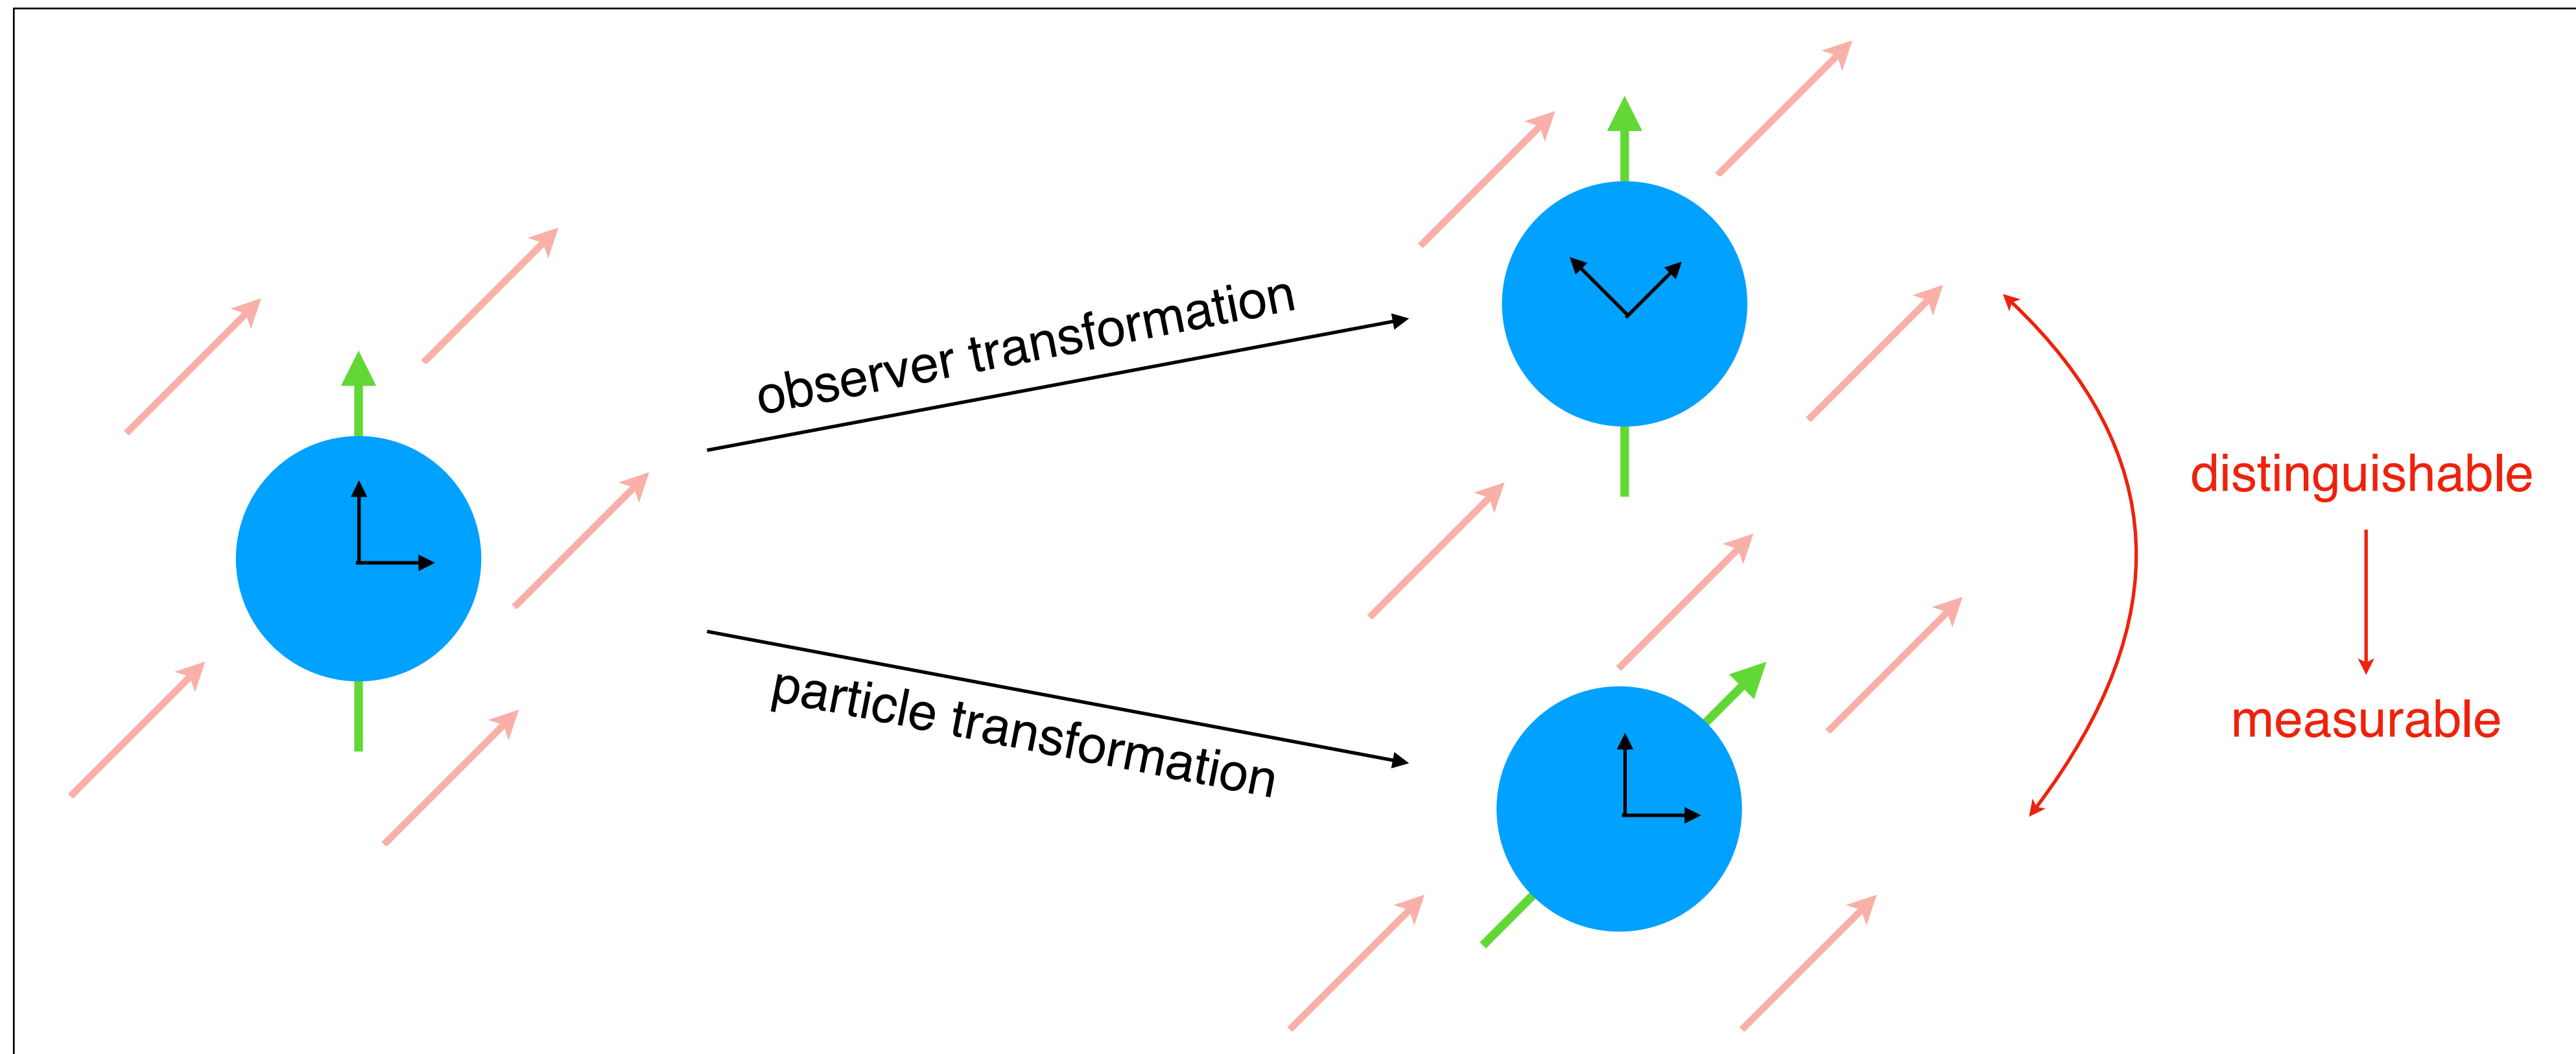 observer transformation
particle transformation
distinguishable
measurable